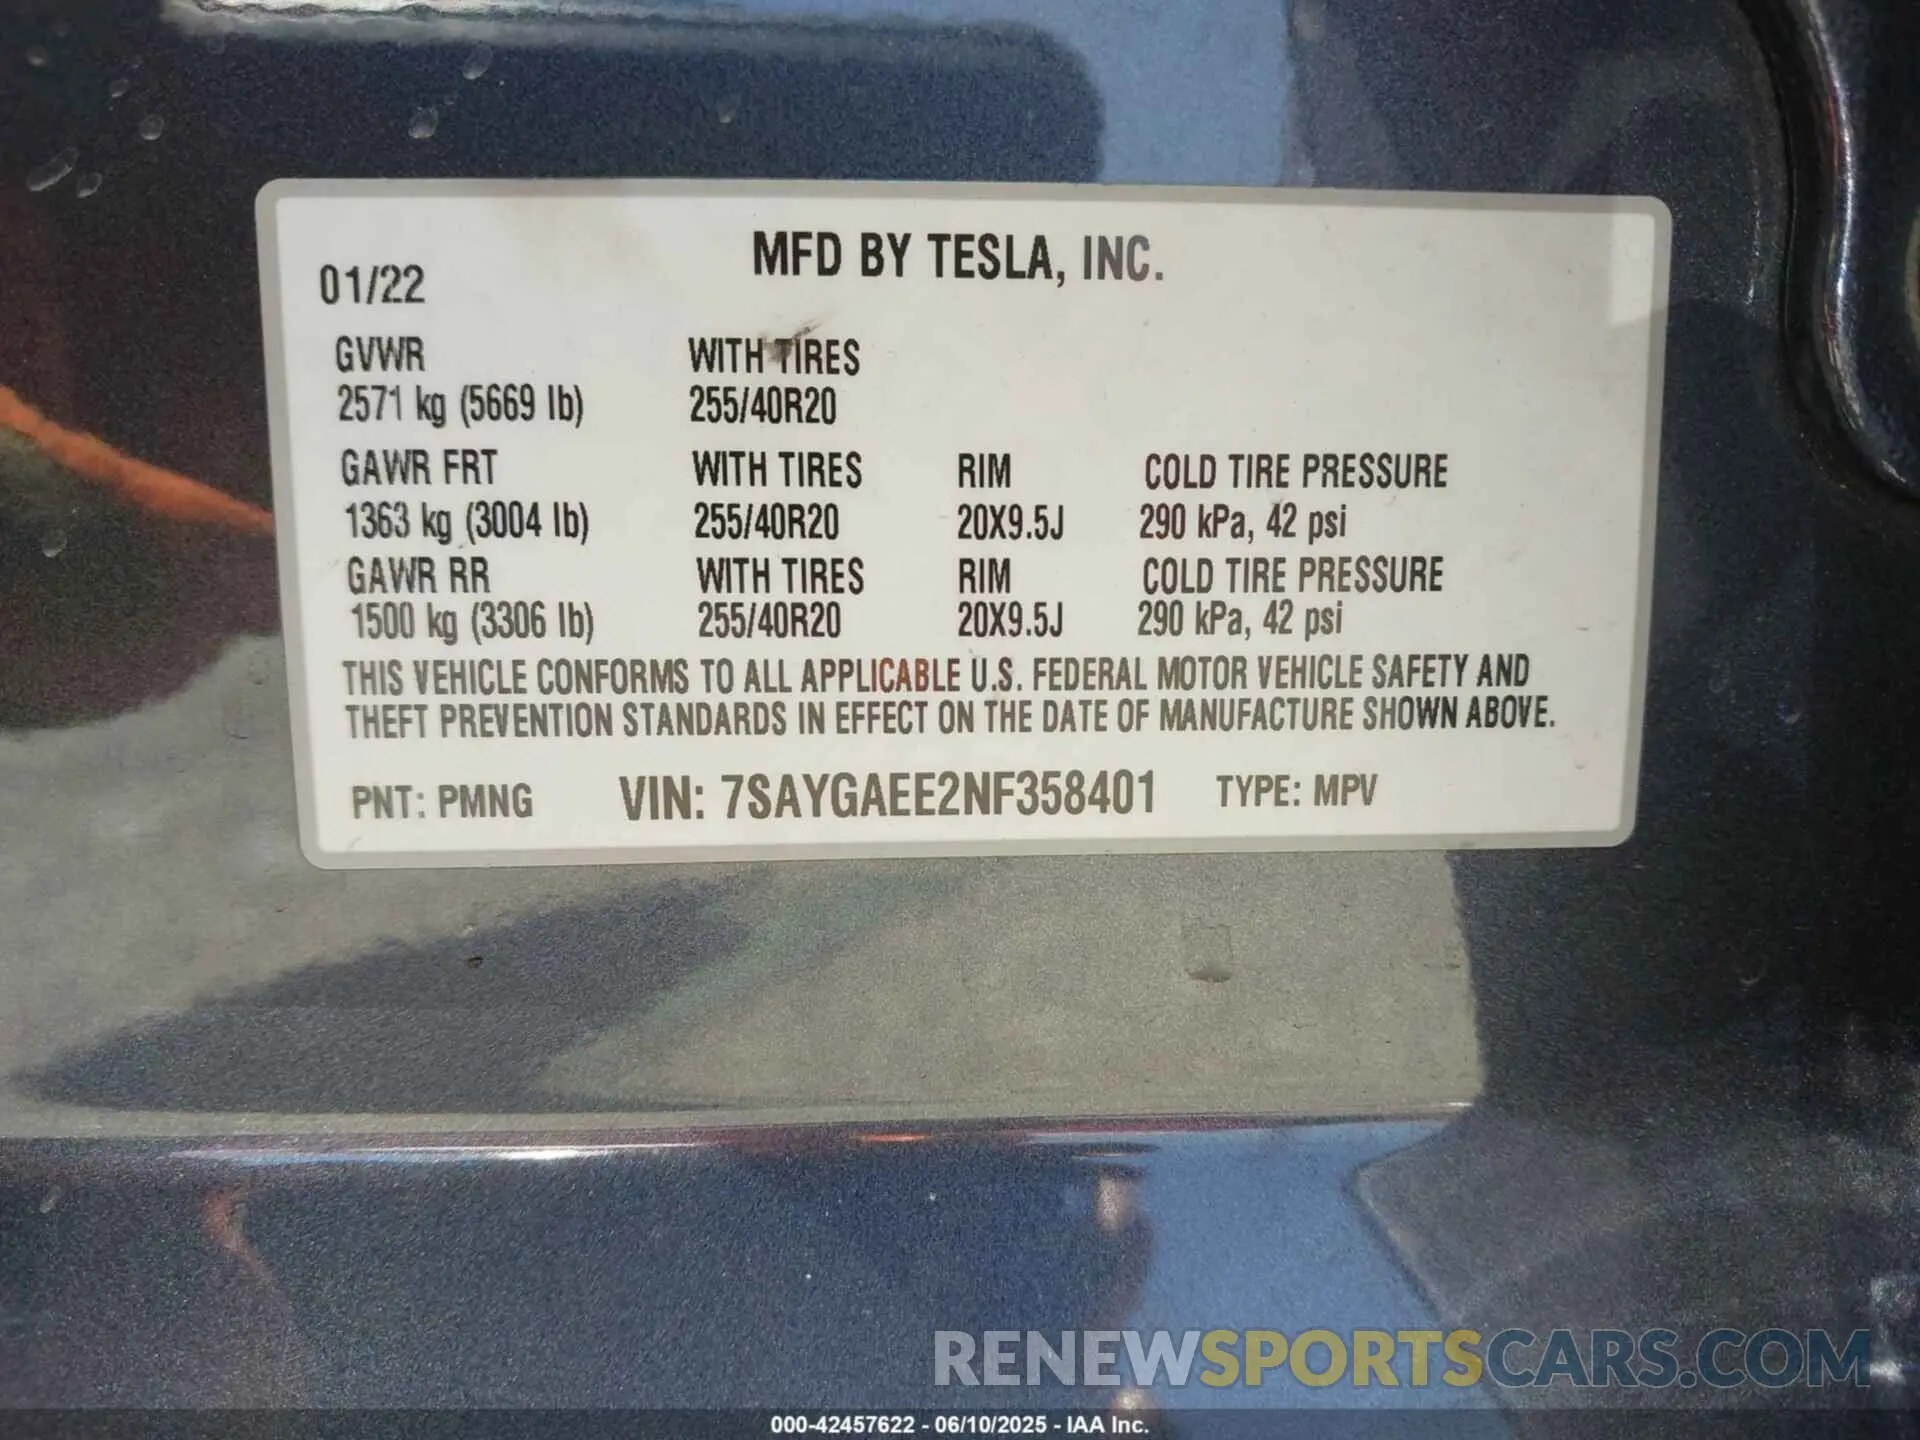 MFD BY TESLA, INC.
01/22
GVWR WITH TIRES
2571 kg (5669 lb) 255/40R20
GAWR FRT WITH TIRES RIM COLD TIRE PRESSURE
1363 kg (3004 lb) 255/40R20 20X9.5J 290 kPa, 42 psi
GAWR RR WITH TIRES RIM COLD TIRE PRESSURE
1500 kg (3306 lb) 255/40R20 20X9.5J 290 kPa, 42 psi
THIS VEHICLE CONFORMS TO ALL APPLICABLE U.S. FEDERAL MOTOR VEHICLE SAFETY AND
THEFT PREVENTION STANDARDS IN EFFECT ON THE DATE OF MANUFACTURE SHOWN ABOVE.
PNT: PMNG VIN: 7SAYGAEE2NF358401 TYPE: MPV
RENEWSPORTSCARS.COM
000-42457622 - 06/10/2025 - IAA Inc.